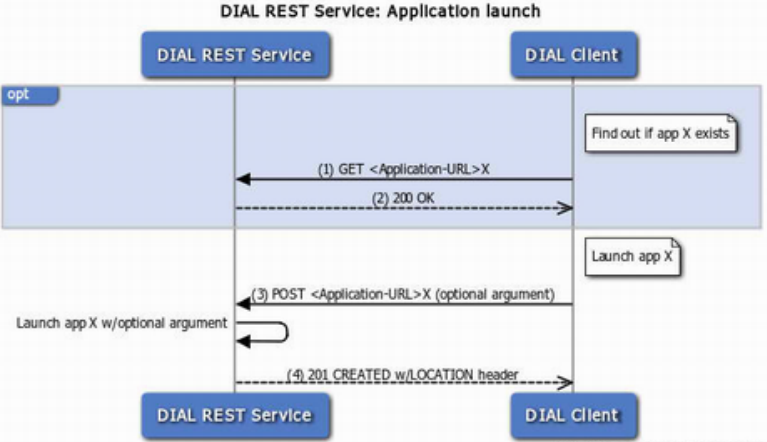 DIAL REST Service: Application launch
DIAL REST Service
DIAL Client
opt
Find out if app X exists
(1) GET <Application-URL>X
(2) 200 OK
Launch app X
(3) POST <Application-URL>X (optional argument)
Launch app X w/optional argument
(4) 201 CREATED w/LOCATION header
DIAL REST Service
DIAL Client